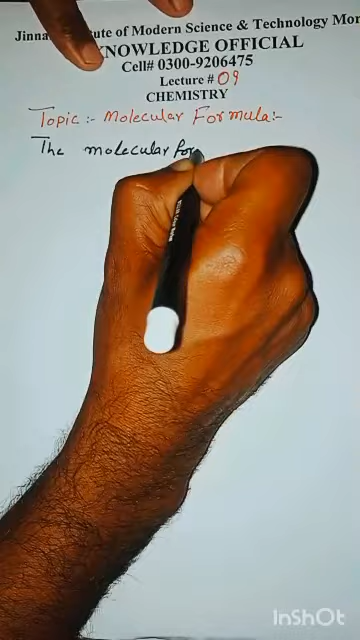 Jinna tute of Modern Science & Technology Mor
KNOWLEDGE OFFICIAL
Cell# 0300-9206475
Lecture # 09
CHEMISTRY
Topic :- Molecular Formula:-
The molecular for
InShOt